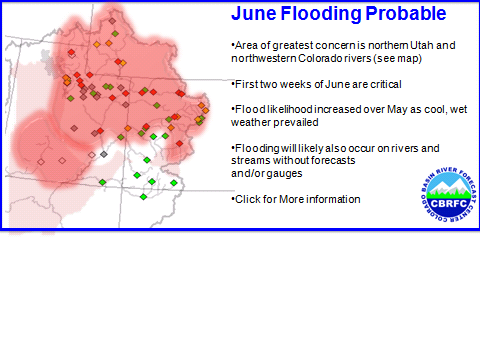 June Flooding Probable
•Area of greatest concern is northern Utah and
northwestern Colorado rivers (see map)
•First two weeks of June are critical
•Flood likelihood increased over May as cool, wet
weather prevailed
•Flooding will likely also occur on rivers and
streams without forecasts
and/or gauges
•Click for More information
COLORADO BASIN RIVER FORECAST CENTER
CBRFC